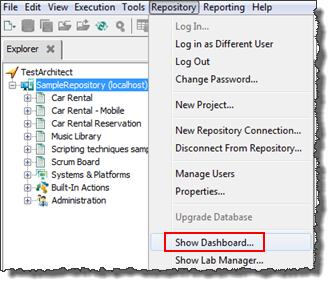 File Edit View Execution Tools Repository Reporting Help
Explorer
TestArchitect
SampleRepository (localhost)
Car Rental
Car Rental - Mobile
Car Rental Reservation
Music Library
Scripting techniques sam
Scrum Board
Systems & Platforms
Built-In Actions
Administration
Log In...
Log in as Different User
Log Out
Change Password...
New Project...
New Repository Connection...
Disconnect From Repository...
Manage Users
Properties...
Upgrade Database
Show Dashboard...
Show Lab Manager...